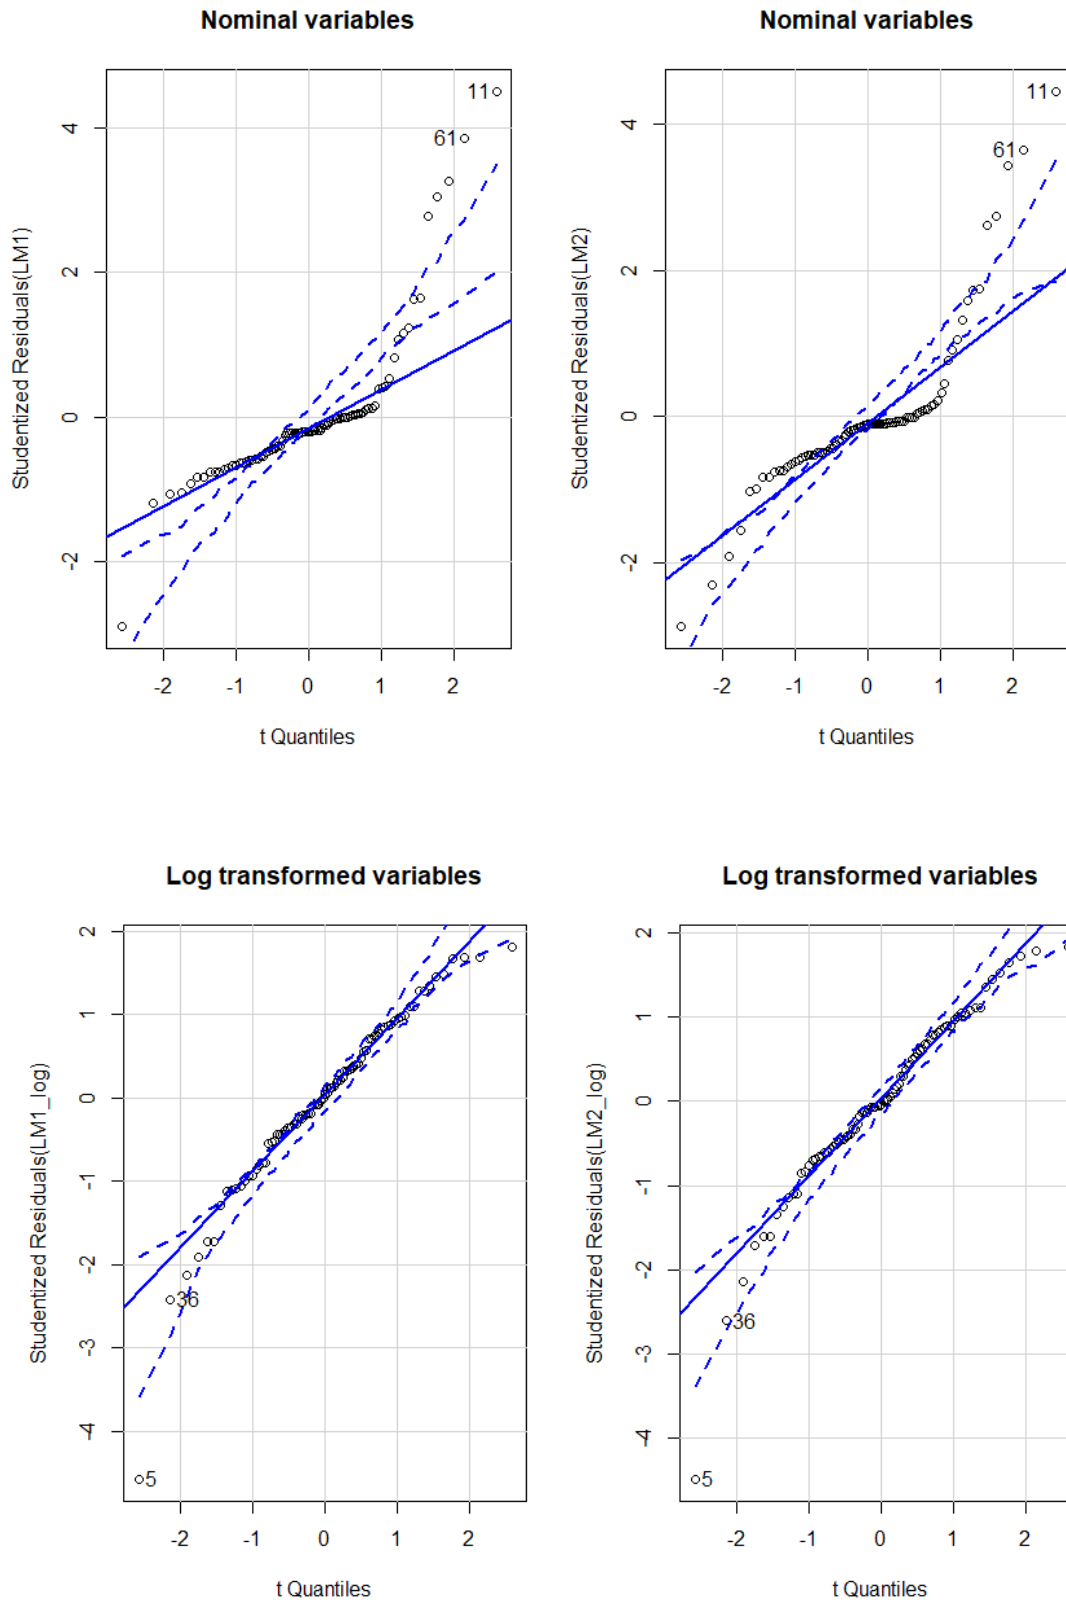 Nominal variables
Nominal variables
11
61
4
2
0
-2
Studentized Residuals(LM1)
-2 -1 0 1 2
t Quantiles
11
61
4
2
0
-2
Studentized Residuals(LM2)
-2 -1 0 1 2
t Quantiles
Log transformed variables
Log transformed variables
2
1
0
-1
-2
-3
-4
36
5
Studentized Residuals(LM1_log)
-2 -1 0 1 2
t Quantiles
2
1
0
-1
-2
-3
-4
36
5
Studentized Residuals(LM2_log)
-2 -1 0 1 2
t Quantiles